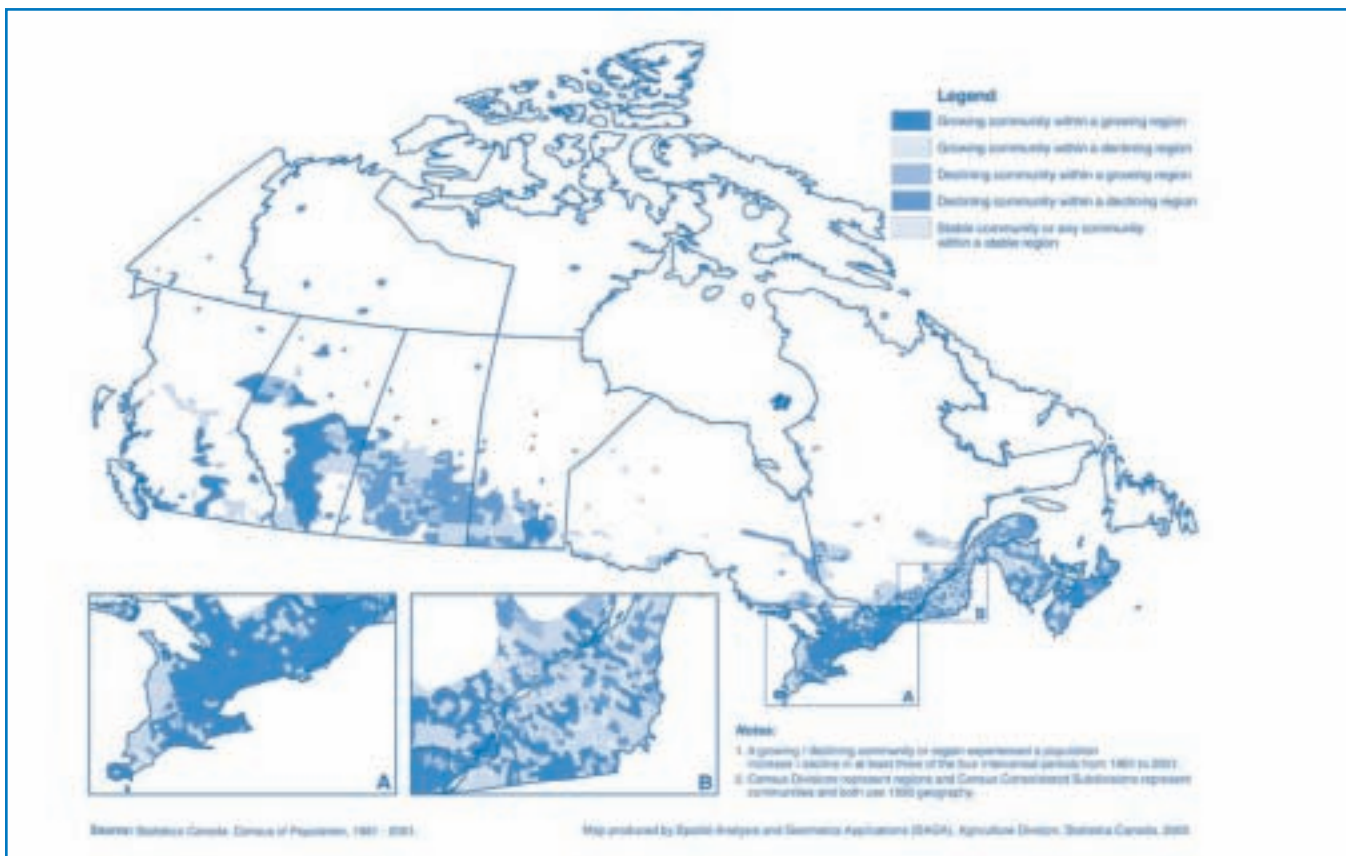 Legend
Growing community within a growing region
Growing community within a declining region
Declining community within a growing region
Declining community within a declining region
Stable community or any community
within a stable region
A
B
A
B
Notes:
1. A growing / declining community or region experienced a population
increase / decline in at least three of the four intercensal periods from 1981 to 2001.
2. Census Divisions represent regions and Census Consolidated Subdivisions represent
communities and both use 1996 geography.
Source: Statistics Canada. Census of Population, 1981 - 2001.
Map produced by Spatial Analysis and Geomatics Applications (SAGA), Agriculture Division, Statistics Canada,